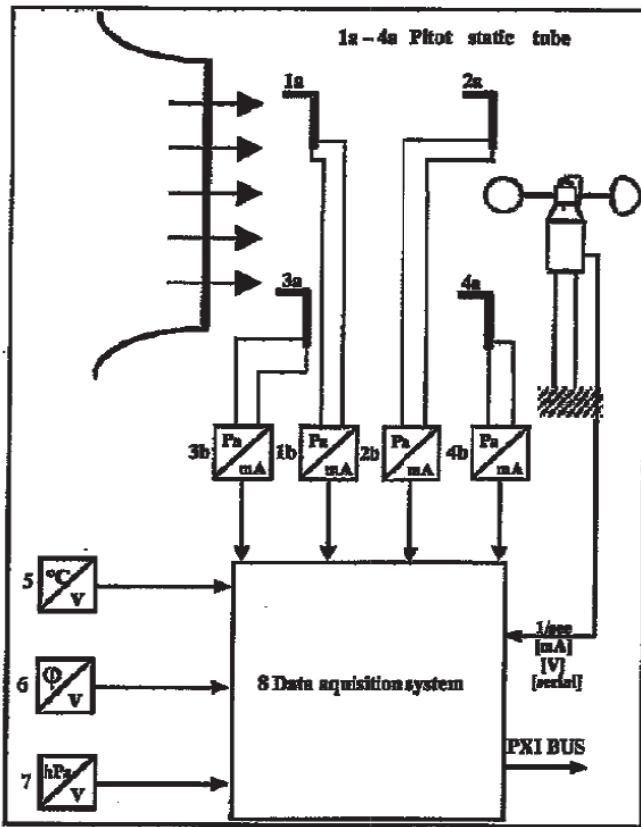 1a – 4a Pitot static tube
1a
2a
3a
4a
3b Pa mA
1b Pa mA
2b Pa mA
4b Pa mA
5 °C V
1/sec
[mA]
[V]
[serial]
6 φ V
8 Data aquisition system
PXI BUS
7 hPa V